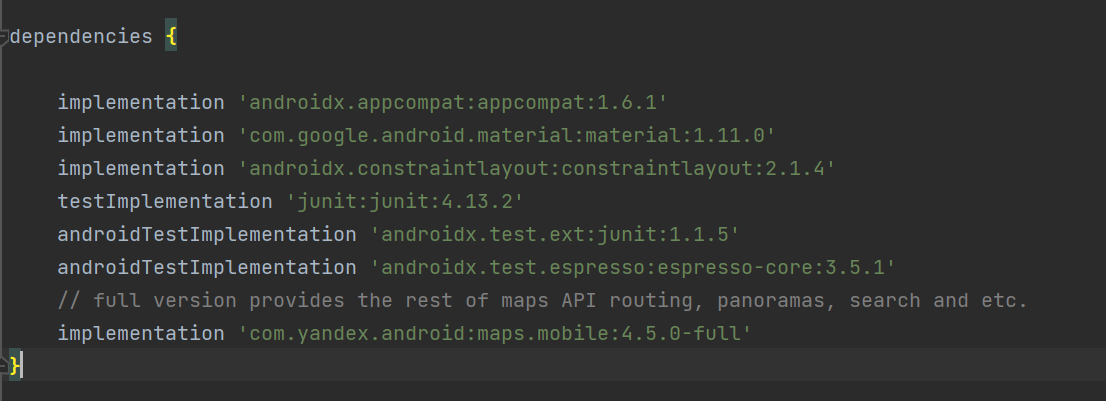 dependencies {
implementation 'androidx.appcompat:appcompat:1.6.1'
implementation 'com.google.android.material:material:1.11.0'
implementation 'androidx.constraintlayout:constraintlayout:2.1.4'
testImplementation 'junit:junit:4.13.2'
androidTestImplementation 'androidx.test.ext:junit:1.1.5'
androidTestImplementation 'androidx.test.espresso:espresso-core:3.5.1'
// full version provides the rest of maps API routing, panoramas, search and etc.
implementation 'com.yandex.android:maps.mobile:4.5.0-full'
}